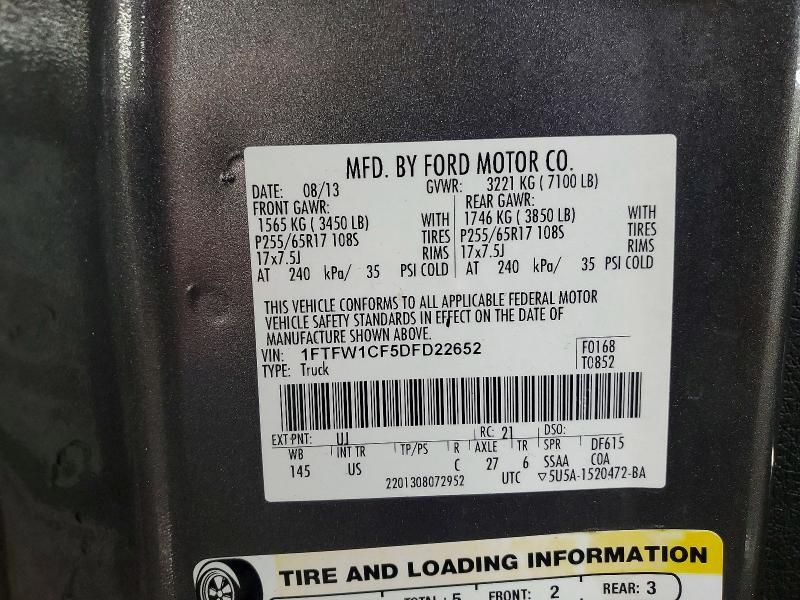 MFD. BY FORD MOTOR CO.
DATE: 08/13 GVWR: 3221 KG ( 7100 LB)
FRONT GAWR: REAR GAWR:
1565 KG ( 3450 LB) WITH 1746 KG ( 3850 LB) WITH
P255/65R17 108S TIRES P255/65R17 108S TIRES
17x7.5J RIMS 17x7.5J RIMS
AT 240 kPa/ 35 PSI COLD AT 240 kPa/ 35 PSI COLD
THIS VEHICLE CONFORMS TO ALL APPLICABLE FEDERAL MOTOR
VEHICLE SAFETY STANDARDS IN EFFECT ON THE DATE OF
MANUFACTURE SHOWN ABOVE.
VIN: 1FTFW1CF5DFD22652 F0168
TYPE: Truck T0852
EXT PNT: UJ RC: 21 DSO:
WB INT TR TP/PS R AXLE TR SPR DF615
145 US C 27 6 SSAA COA
2201308072952 UTC ▽5U5A-1520472-BA
TIRE AND LOADING INFORMATION
TOTAL : 5 FRONT: 2 REAR: 3